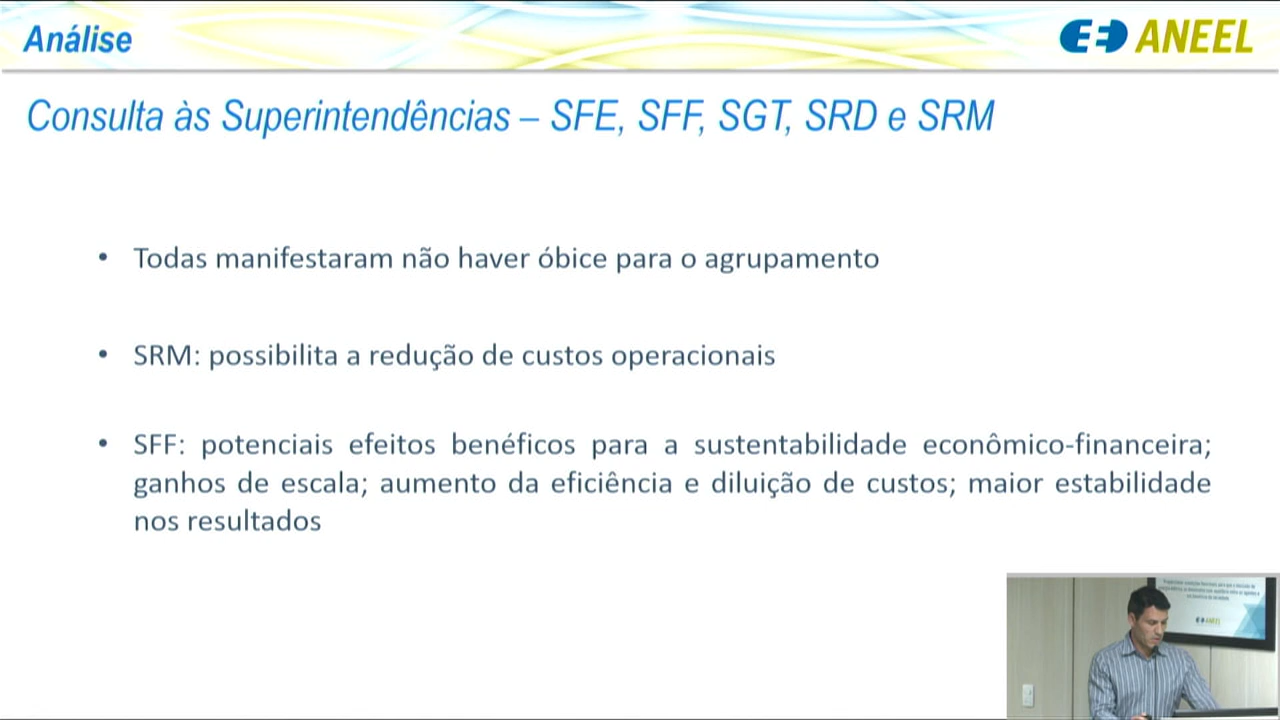 Análise
ANEEL
Consulta às Superintendências – SFE, SFF, SGT, SRD e SRM
• Todas manifestaram não haver óbice para o agrupamento
• SRM: possibilita a redução de custos operacionais
• SFF: potenciais efeitos benéficos para a sustentabilidade econômico-financeira;
ganhos de escala; aumento da eficiência e diluição de custos; maior estabilidade
nos resultados
ANEEL